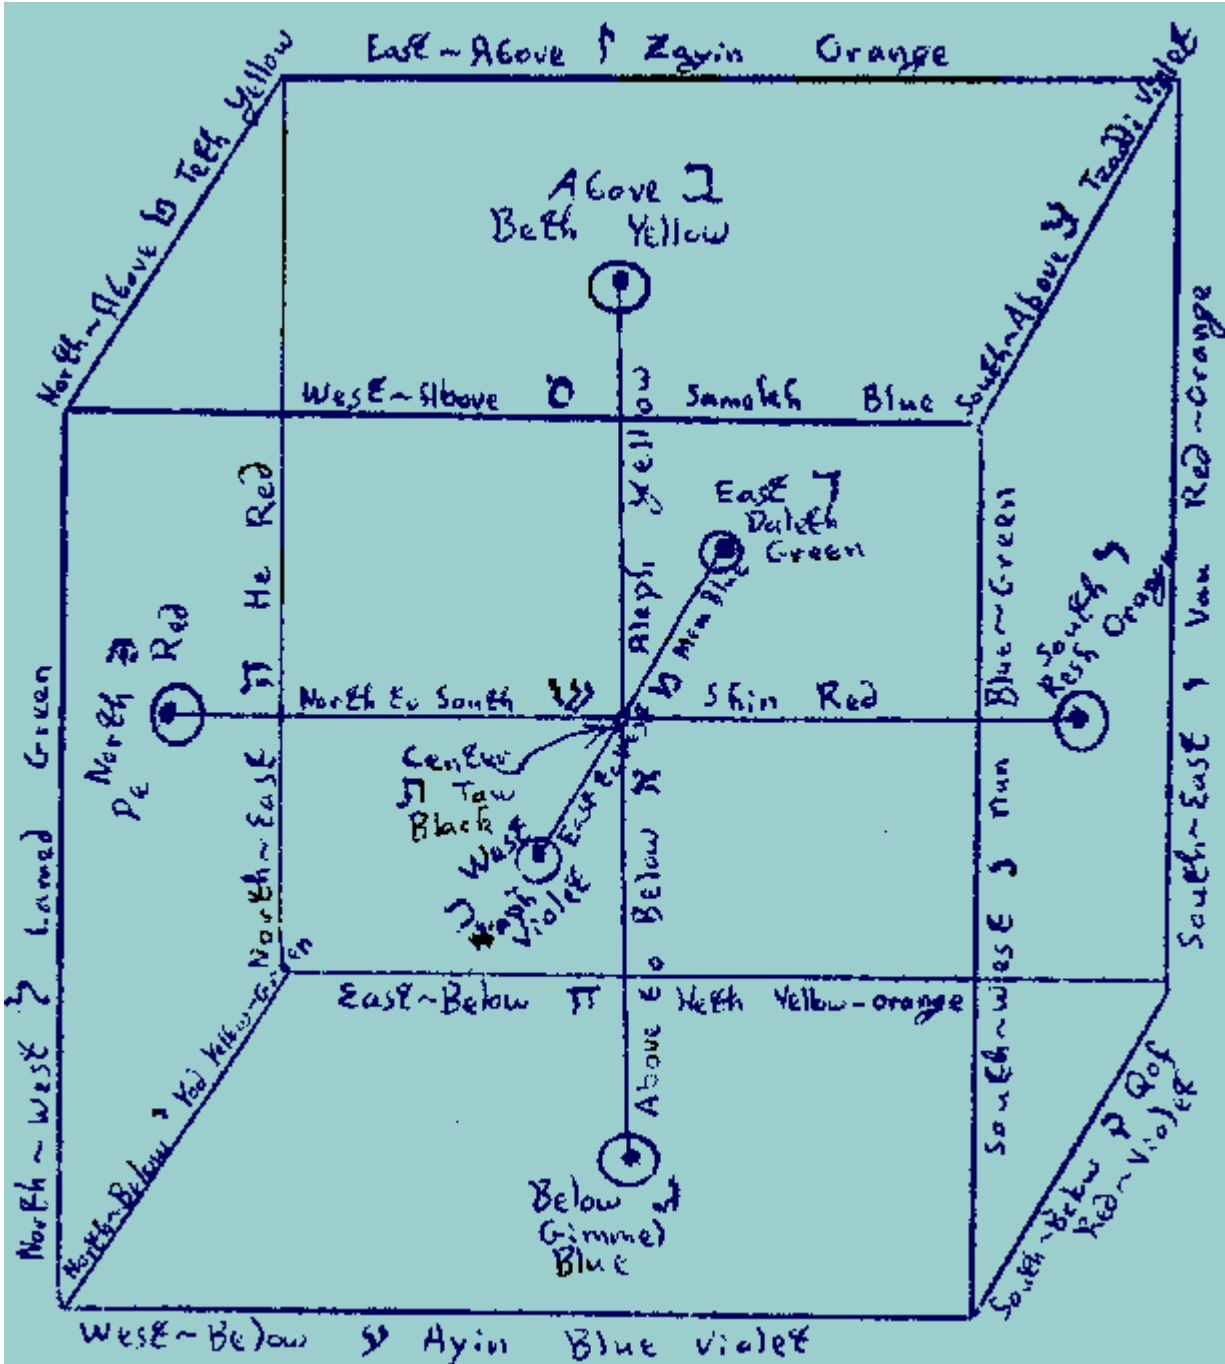 East~Above ז Zayin Orange
North~Above ט Teth Yellow
South~Above צ Tzaddi Violet
Above ב
Beth Yellow
West~Above ס Samekh Blue
Above to Below א Aleph Yellow
East ד
Daleth
Green
East to West מ Mem Blue
North~East ה He Red
South~West נ Nun Blue~Green
South~East ו Vau Red~Orange
South ר
Resh Orange
North פ
Pe Red
North to South ש Shin Red
Center
ת Taw
Black
West
כ Kaph
Violet
North~West ל Lamed Green
East~Below ח Heth Yellow-orange
North~Below י Yod Yellow~Green
South~Below ק Qof
Red~Violet
Below ג
Gimmel
Blue
West~Below ע Ayin Blue Violet